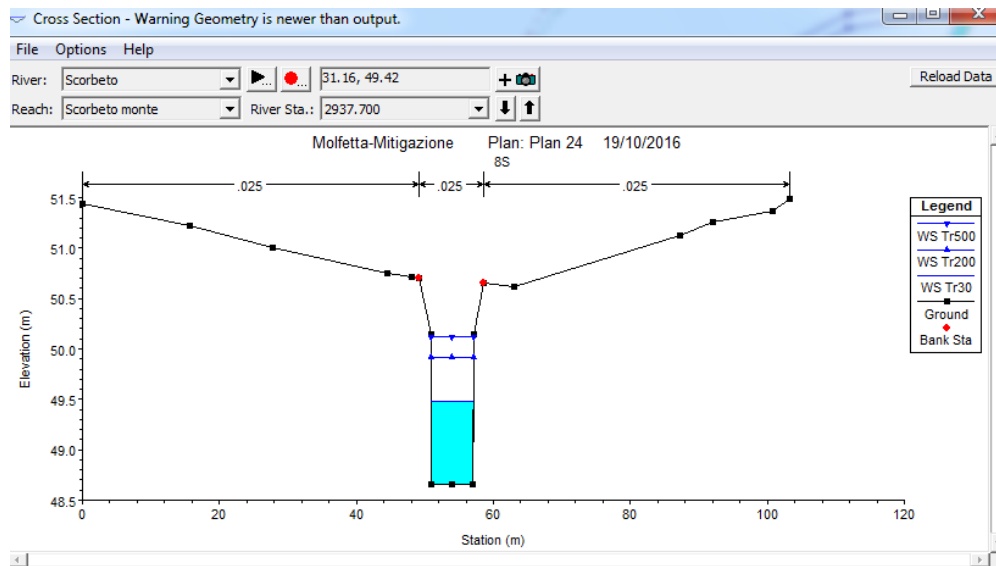 Cross Section - Warning Geometry is newer than output.
File Options Help
River: Scorbeto 31.16, 49.42 Reload Data
Reach: Scorbeto monte River Sta.: 2937.700
Molfetta-Mitigazione Plan: Plan 24 19/10/2016
8S
.025 .025 .025
51.5
51.0
50.5
50.0
49.5
49.0
48.5
Elevation (m)
0 20 40 60 80 100 120
Station (m)
Legend
WS Tr500
WS Tr200
WS Tr30
Ground
Bank Sta